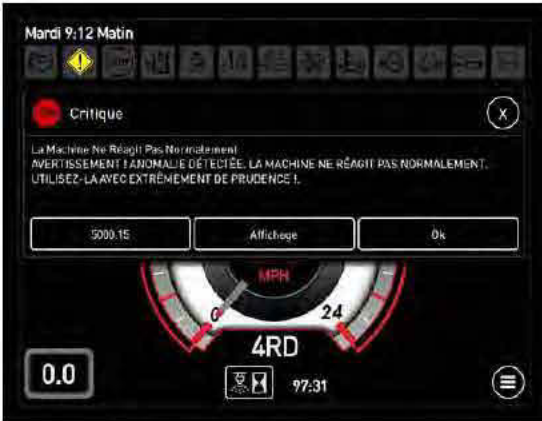 Mardi 9:12 Matin
Critique
X
La Machine Ne Réagit Pas Normalement
AVERTISSEMENT ! ANOMALIE DÉTECTÉE. LA MACHINE NE RÉAGIT PAS NORMALEMENT.
UTILISEZ-LA AVEC EXTRÊMEMENT DE PRUDENCE !.
5000.15 Affichage Ok
MPH
0 24
4RD
0.0 97:31